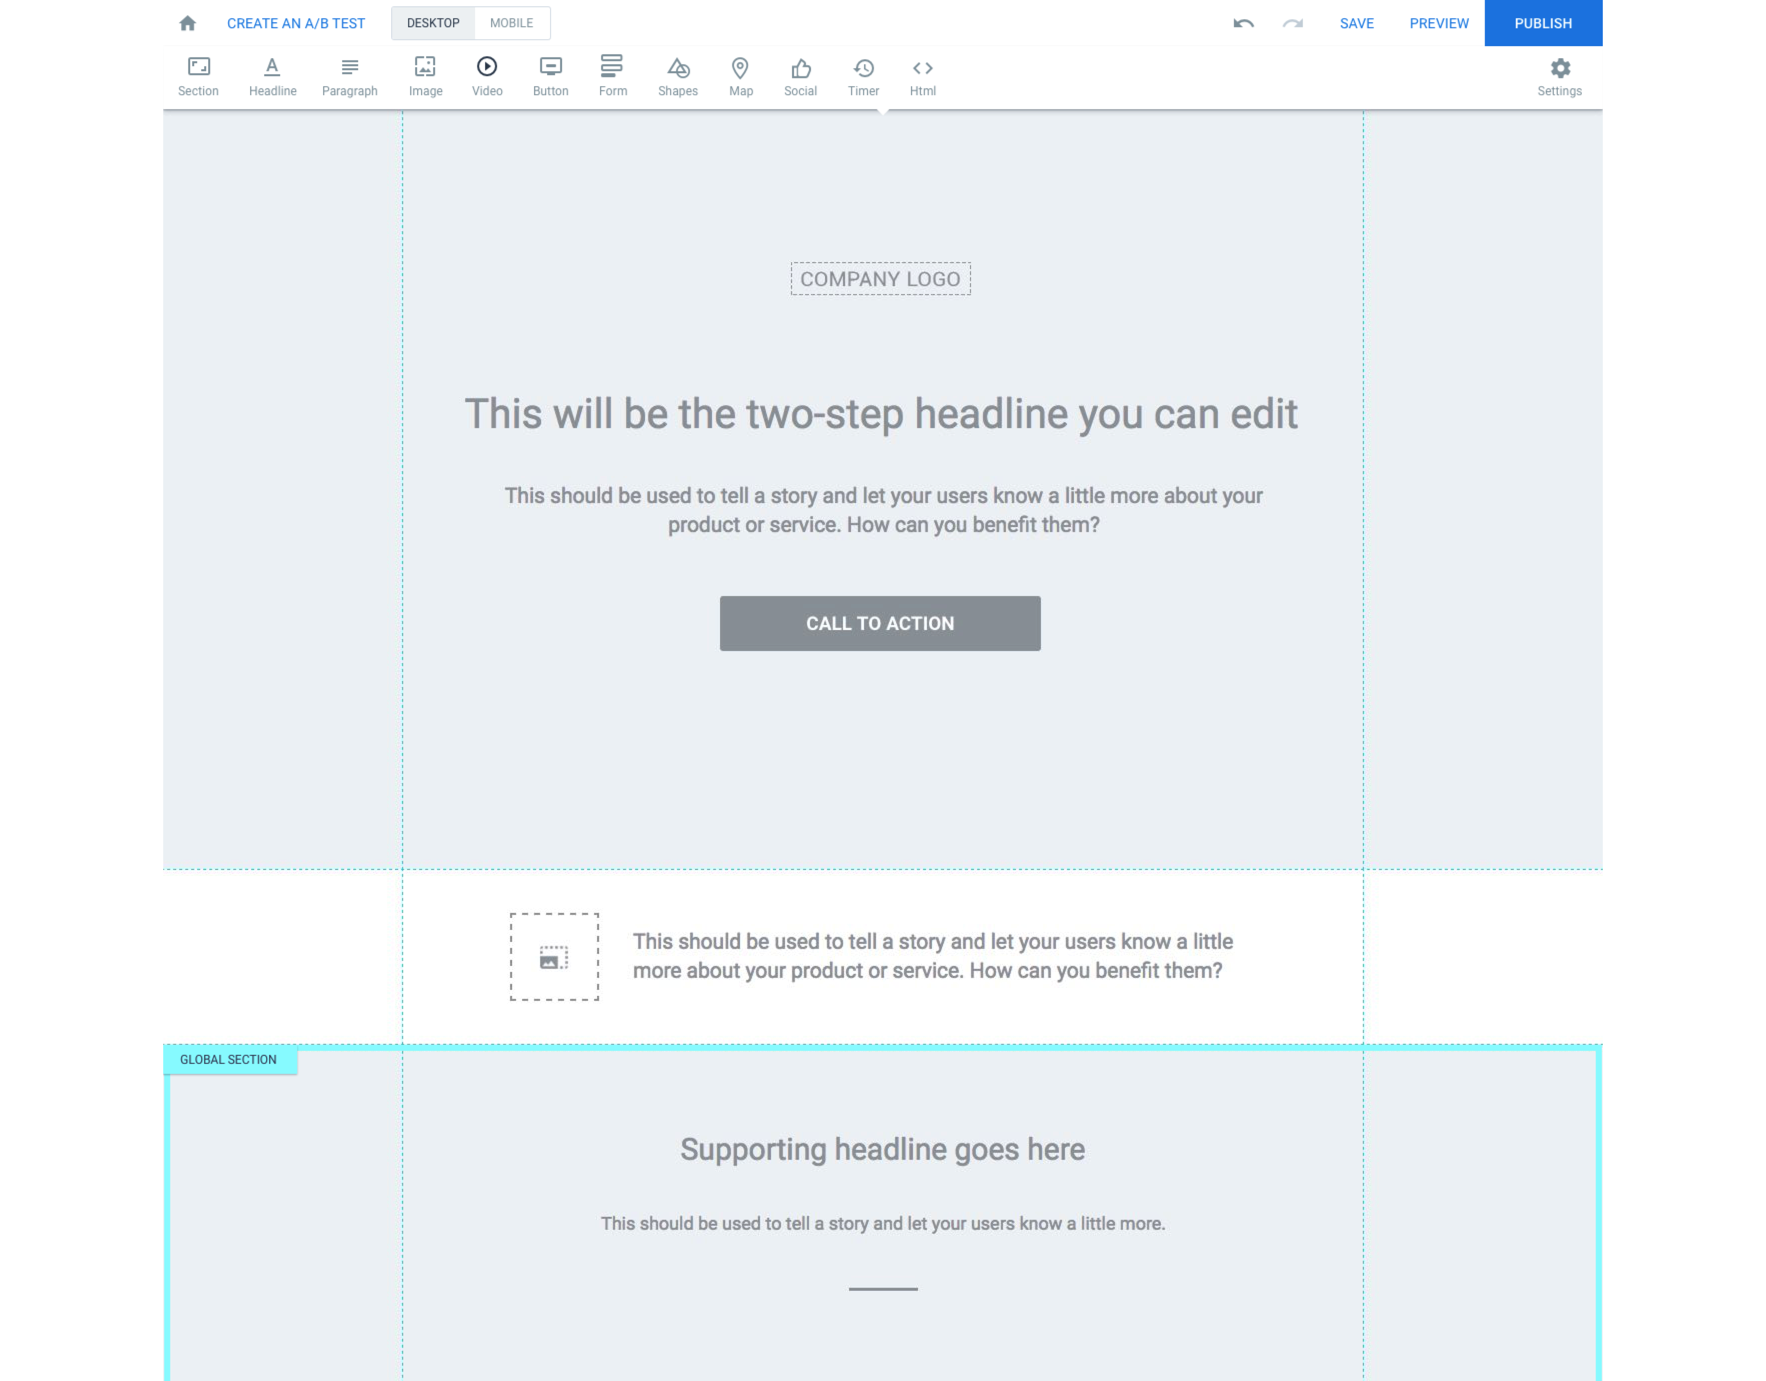 CREATE AN A/B TEST
DESKTOP
MOBILE
SAVE
PREVIEW
PUBLISH
Section
Headline
Paragraph
Image
Video
Button
Form
Shapes
Map
Social
Timer
Html
Settings
COMPANY LOGO
This will be the two-step headline you can edit
This should be used to tell a story and let your users know a little more about your
product or service. How can you benefit them?
CALL TO ACTION
This should be used to tell a story and let your users know a little
more about your product or service. How can you benefit them?
GLOBAL SECTION
Supporting headline goes here
This should be used to tell a story and let your users know a little more.